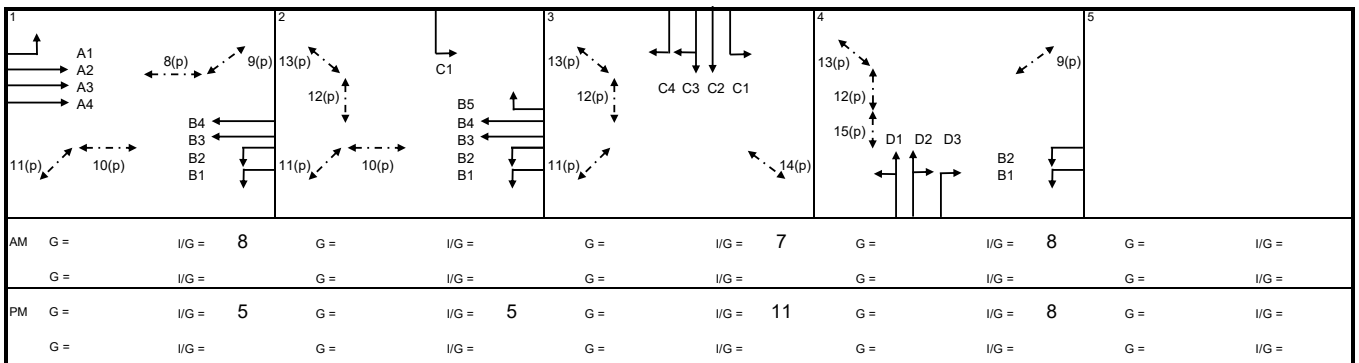 1 2 3 4 5
A1
A2
A3
A4
8(p)
9(p)
B4
B3
B2
B1
11(p)
10(p)
13(p)
C1
12(p)
B5
B4
B3
B2
B1
11(p)
10(p)
13(p)
12(p)
C4 C3 C2 C1
11(p)
14(p)
13(p)
12(p)
15(p)
D1 D2 D3
9(p)
B2
B1
AM G = I/G = 8 G = I/G = G = I/G = 7 G = I/G = 8 G = I/G =
G = I/G = G = I/G = G = I/G = G = I/G = G = I/G =
PM G = I/G = 5 G = I/G = 5 G = I/G = 11 G = I/G = 8 G = I/G =
G = I/G = G = I/G = G = I/G = G = I/G = G = I/G =